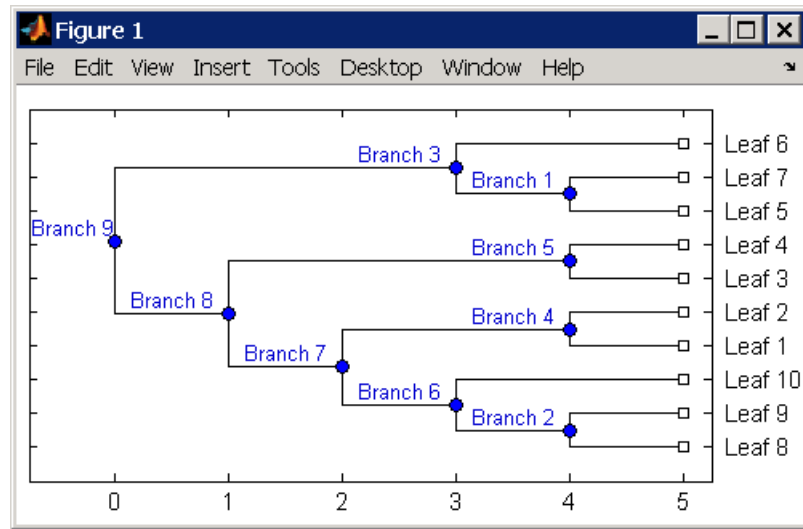 Figure 1
File Edit View Insert Tools Desktop Window Help
Leaf 6
Branch 3
Leaf 7
Branch 1
Leaf 5
Branch 9
Leaf 4
Branch 5
Leaf 3
Branch 8
Leaf 2
Branch 4
Leaf 1
Branch 7
Leaf 10
Branch 6
Leaf 9
Branch 2
Leaf 8
0 1 2 3 4 5